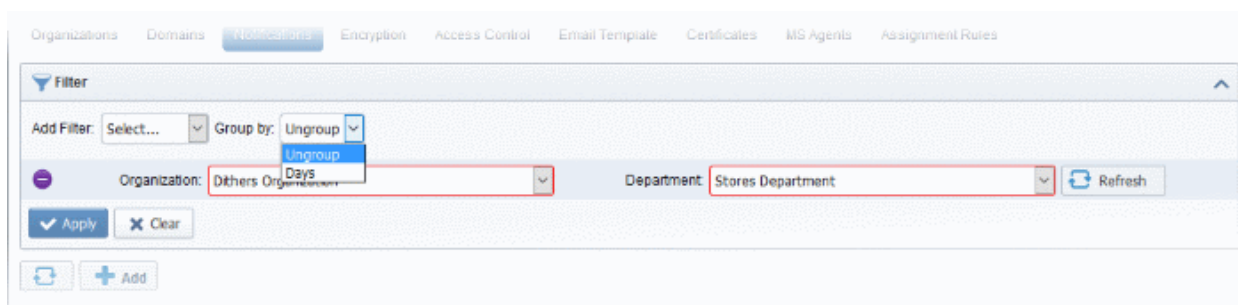 Organizations Domains Notifications Encryption Access Control Email Template Certificates MS Agents Assignment Rules
Filter
Add Filter: Select... Group by: Ungroup
Ungroup
Days
Organization: Dithers Organization Department: Stores Department Refresh
Apply Clear
Add